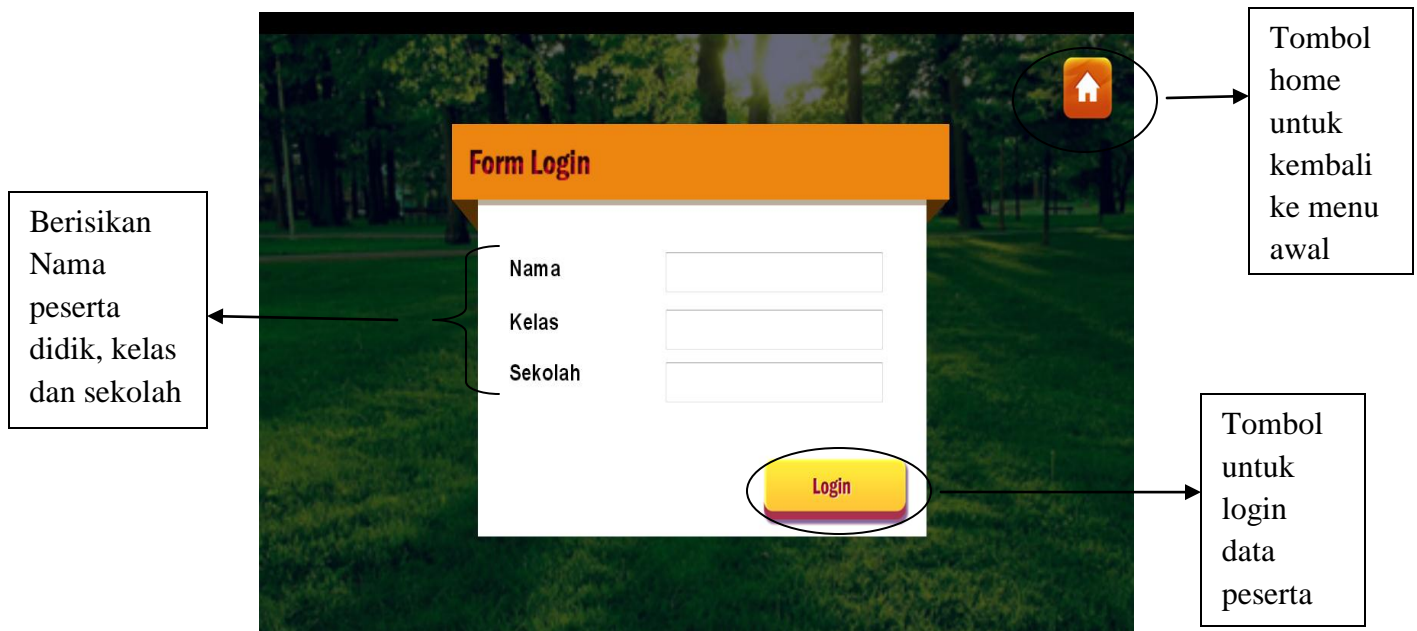 Tombol
home
untuk
kembali
ke menu
awal
Form Login
Berisikan
Nama
peserta
didik, kelas
dan sekolah
Nama
Kelas
Sekolah
Login
Tombol
untuk
login
data
peserta